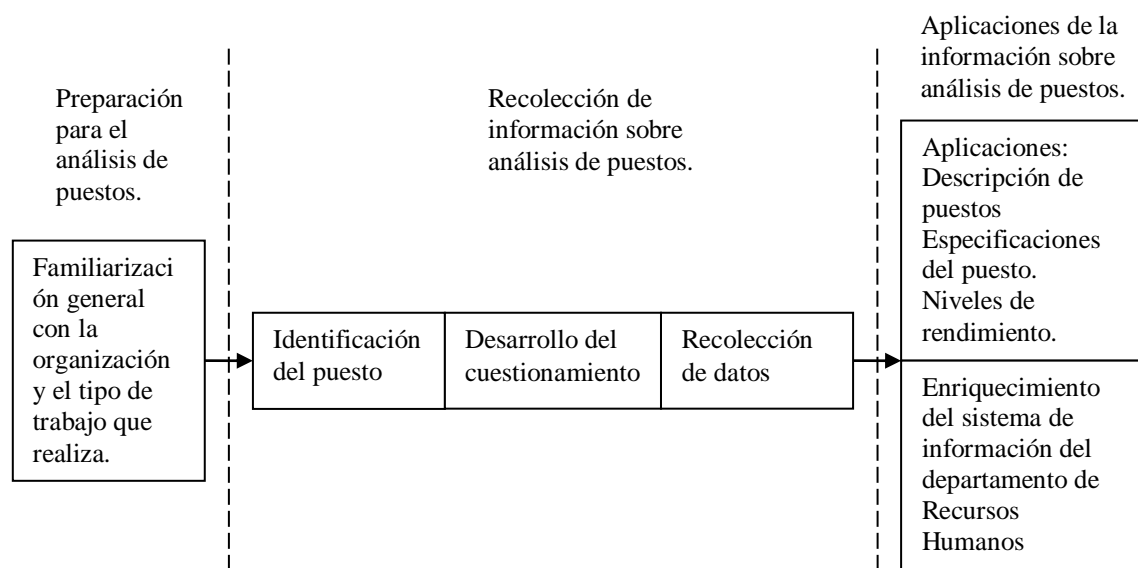 Preparación
para el
análisis de
puestos.
Familiarizaci
ón general
con la
organización
y el tipo de
trabajo que
realiza.
Recolección de
información sobre
análisis de puestos.
Identificación
del puesto
Desarrollo del
cuestionamiento
Recolección
de datos
Aplicaciones de la
información sobre
análisis de puestos.
Aplicaciones:
Descripción de
puestos
Especificaciones
del puesto.
Niveles de
rendimiento.
Enriquecimiento
del sistema de
información del
departamento de
Recursos
Humanos